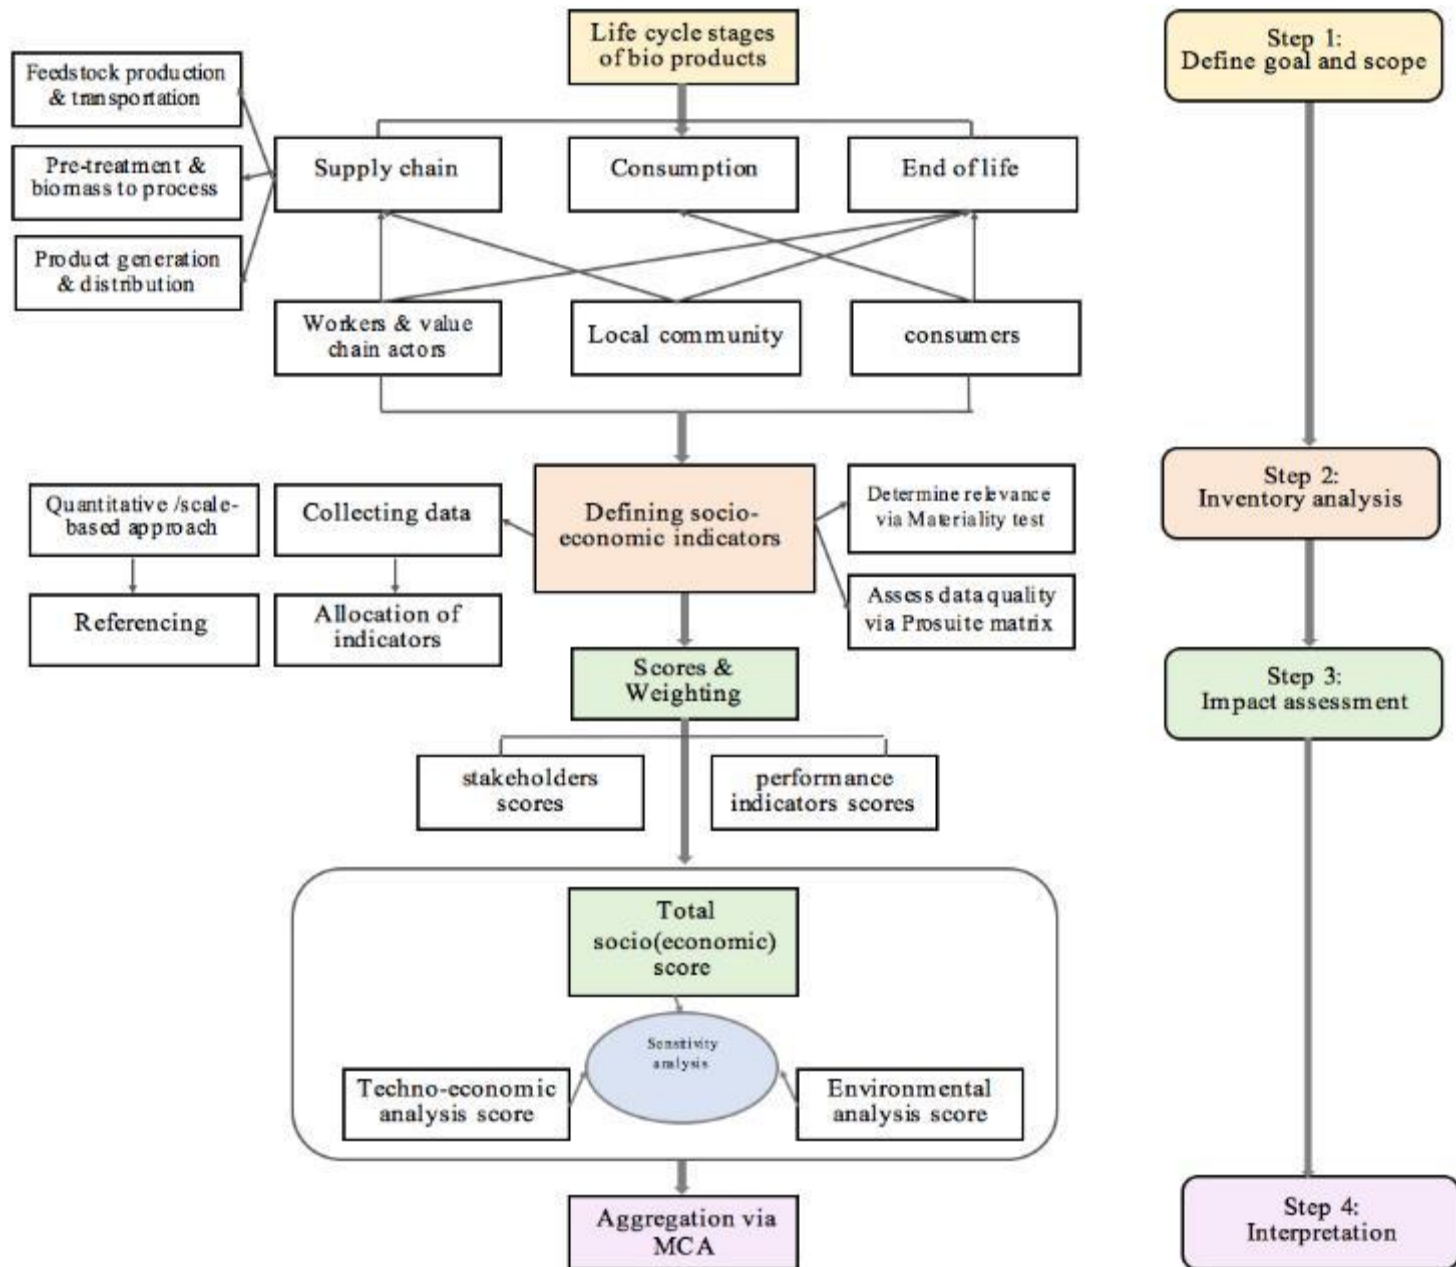 Life cycle stages
of bio products
Step 1:
Define goal and scope
Feedstock production
& transportation
Pre-treatment &
biomass to process
Product generation
& distribution
Supply chain
Consumption
End of life
Workers & value
chain actors
Local community
consumers
Quantitative /scale-
based approach
Collecting data
Defining socio-
economic indicators
Determine relevance
via Materiality test
Step 2:
Inventory analysis
Referencing
Allocation of
indicators
Assess data quality
via Prosuite matrix
Scores &
Weighting
Step 3:
Impact assessment
stakeholders
scores
performance
indicators scores
Total
socio(economic)
score
Sensitivity
analysis
Techno-economic
analysis score
Environmental
analysis score
Aggregation via
MCA
Step 4:
Interpretation